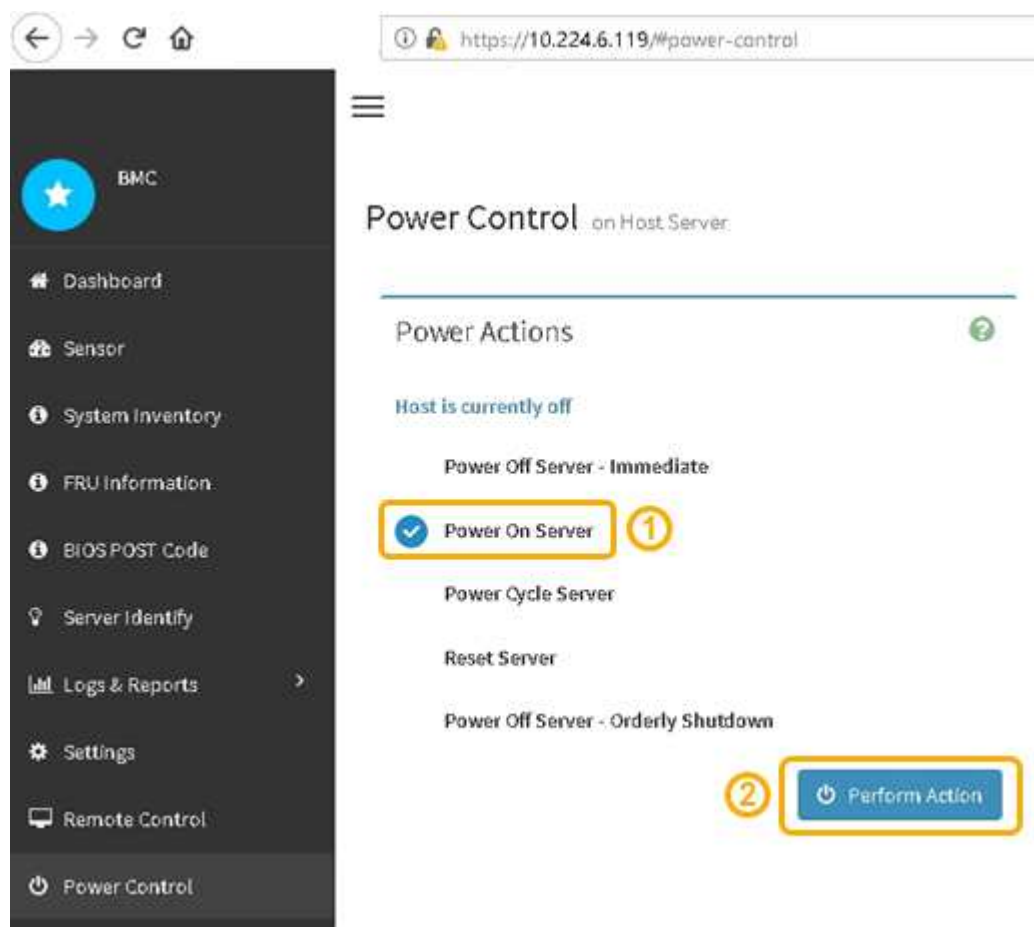 https://10.224.6.119/#power-control
BMC
Power Control on Host Server
Dashboard
Power Actions
Sensor
Host is currently off
System Inventory
Power Off Server - Immediate
FRU Information
Power On Server 1
BIOS POST Code
Power Cycle Server
Server Identify
Reset Server
Logs & Reports
Power Off Server - Orderly Shutdown
Settings
2 Perform Action
Remote Control
Power Control